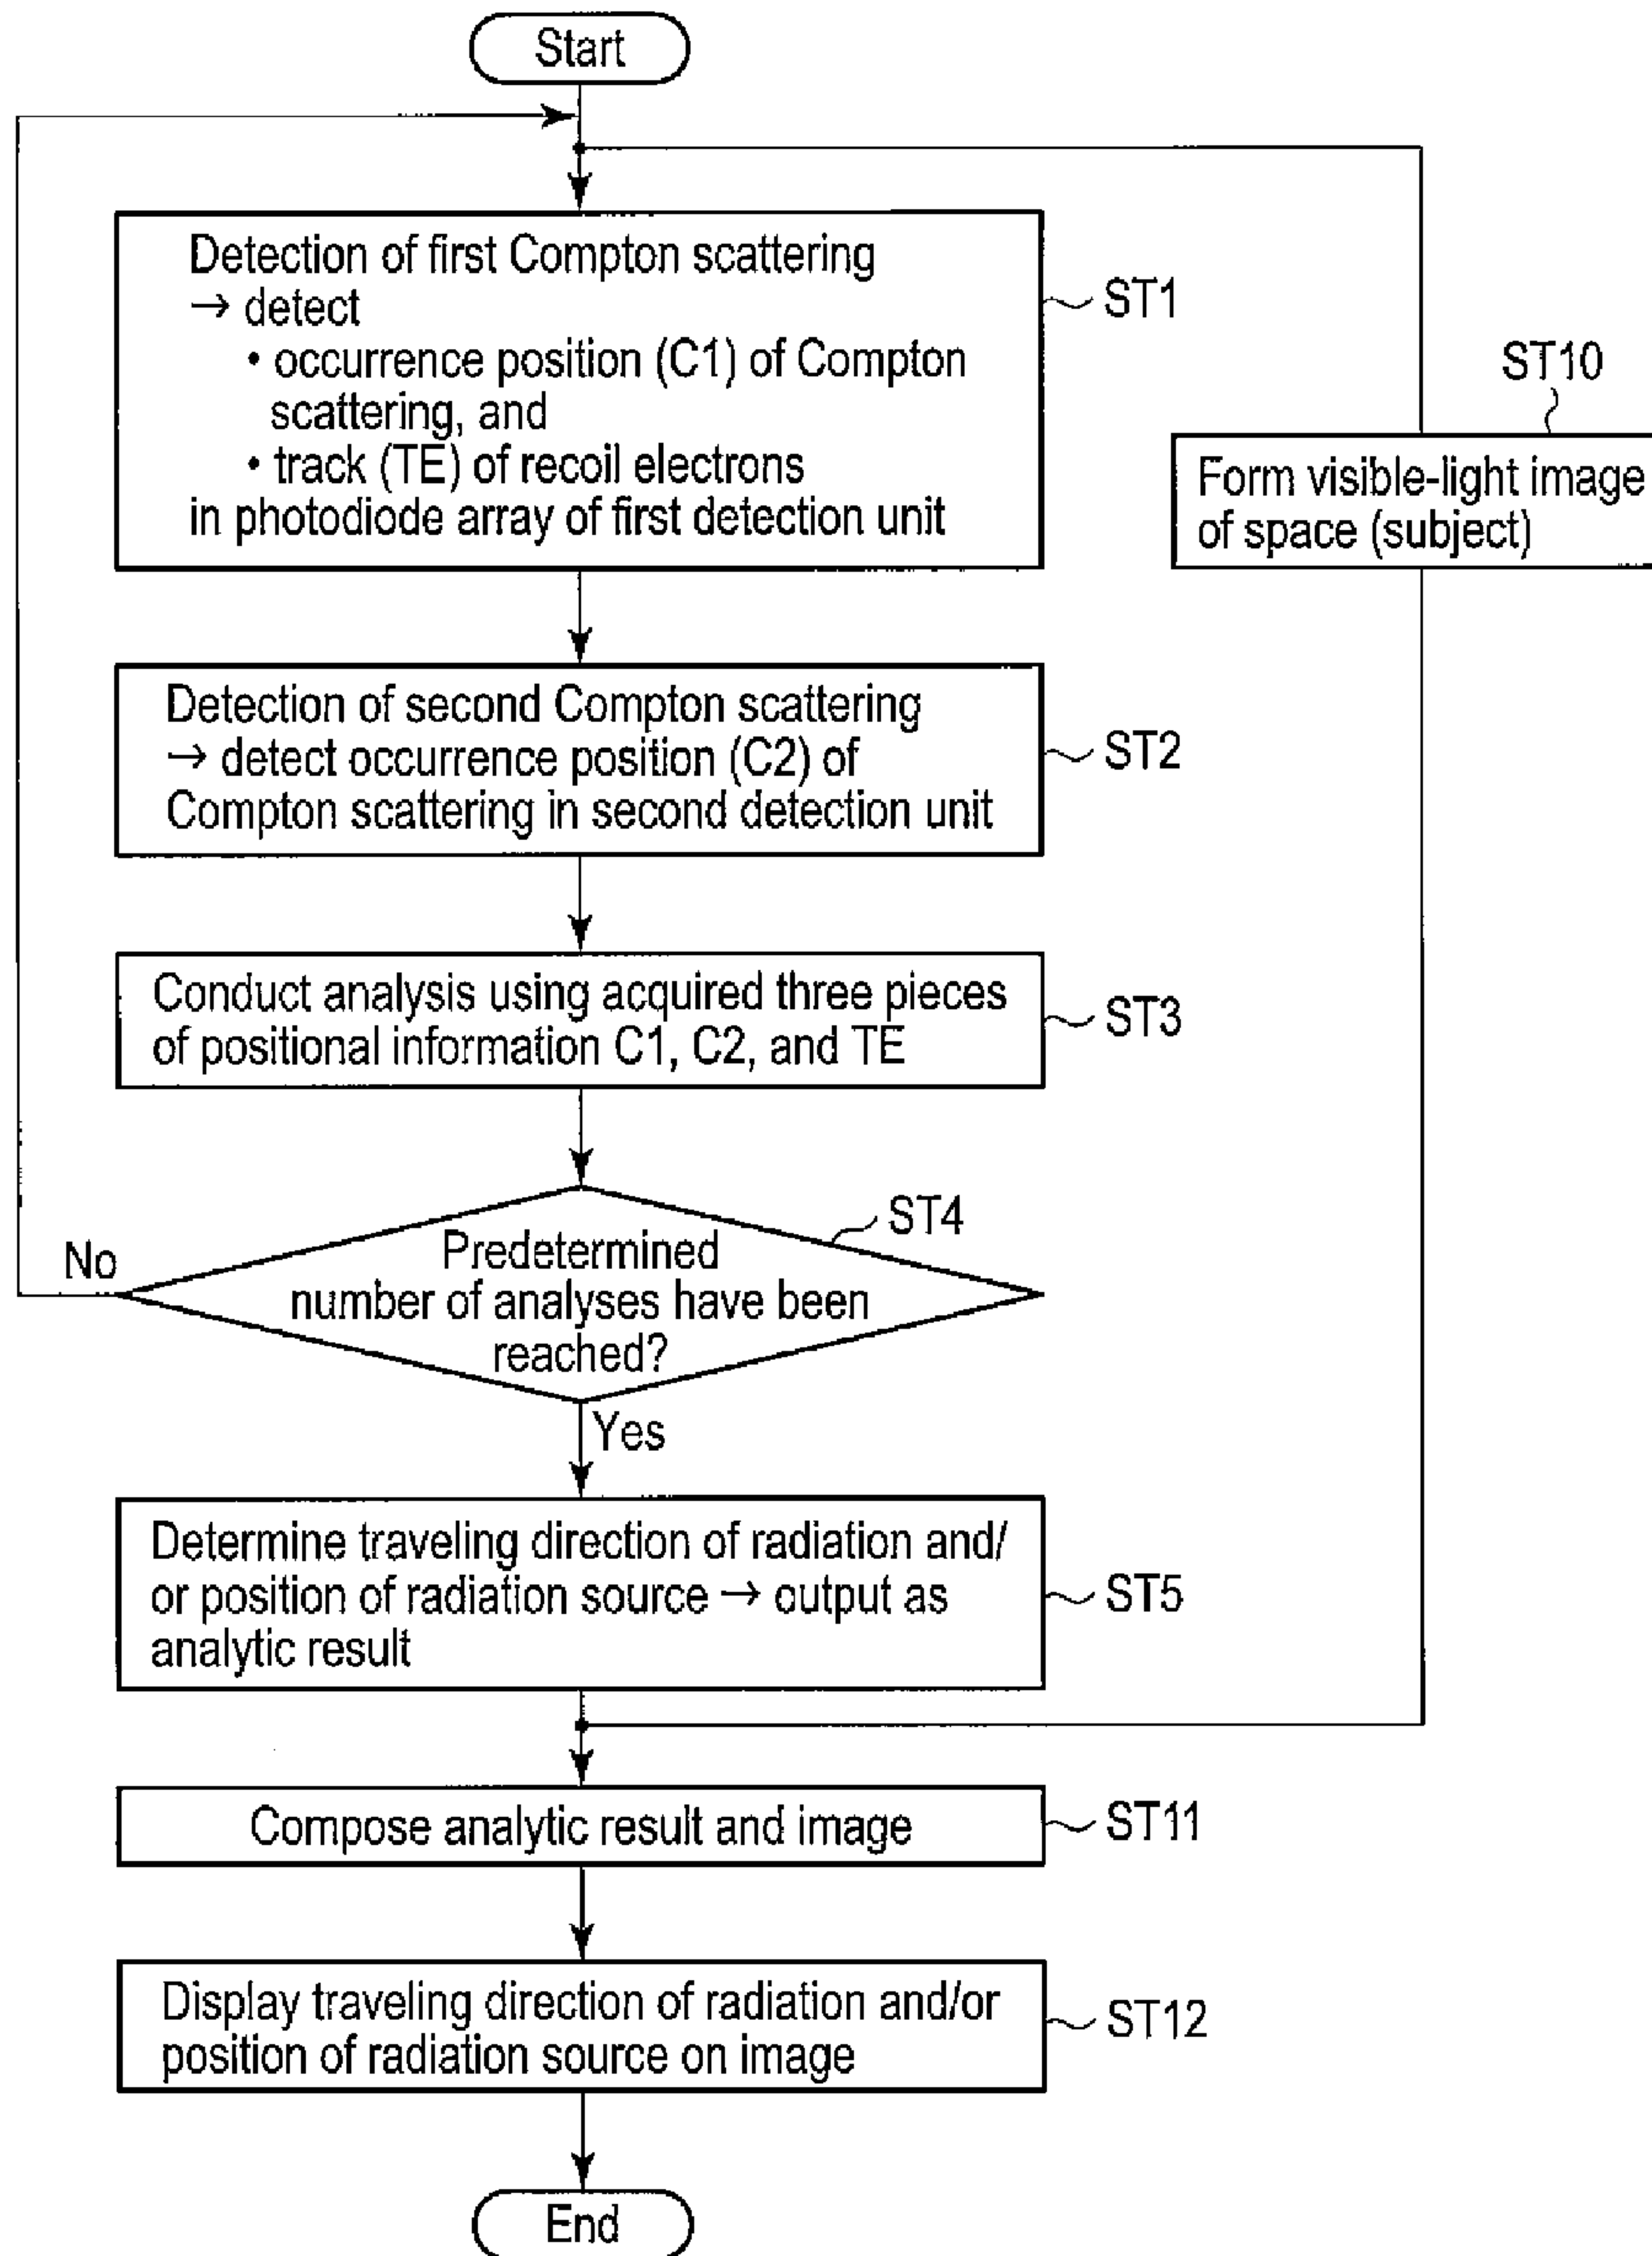 Start
Detection of first Compton scattering
→ detect
• occurrence position (C1) of Compton
scattering, and
• track (TE) of recoil electrons
in photodiode array of first detection unit
ST1
ST10
Form visible-light image
of space (subject)
Detection of second Compton scattering
→ detect occurrence position (C2) of
Compton scattering in second detection unit
ST2
Conduct analysis using acquired three pieces
of positional information C1, C2, and TE
ST3
ST4
No
Predetermined
number of analyses have been
reached?
Yes
Determine traveling direction of radiation and/
or position of radiation source → output as
analytic result
ST5
Compose analytic result and image
ST11
Display traveling direction of radiation and/or
position of radiation source on image
ST12
End